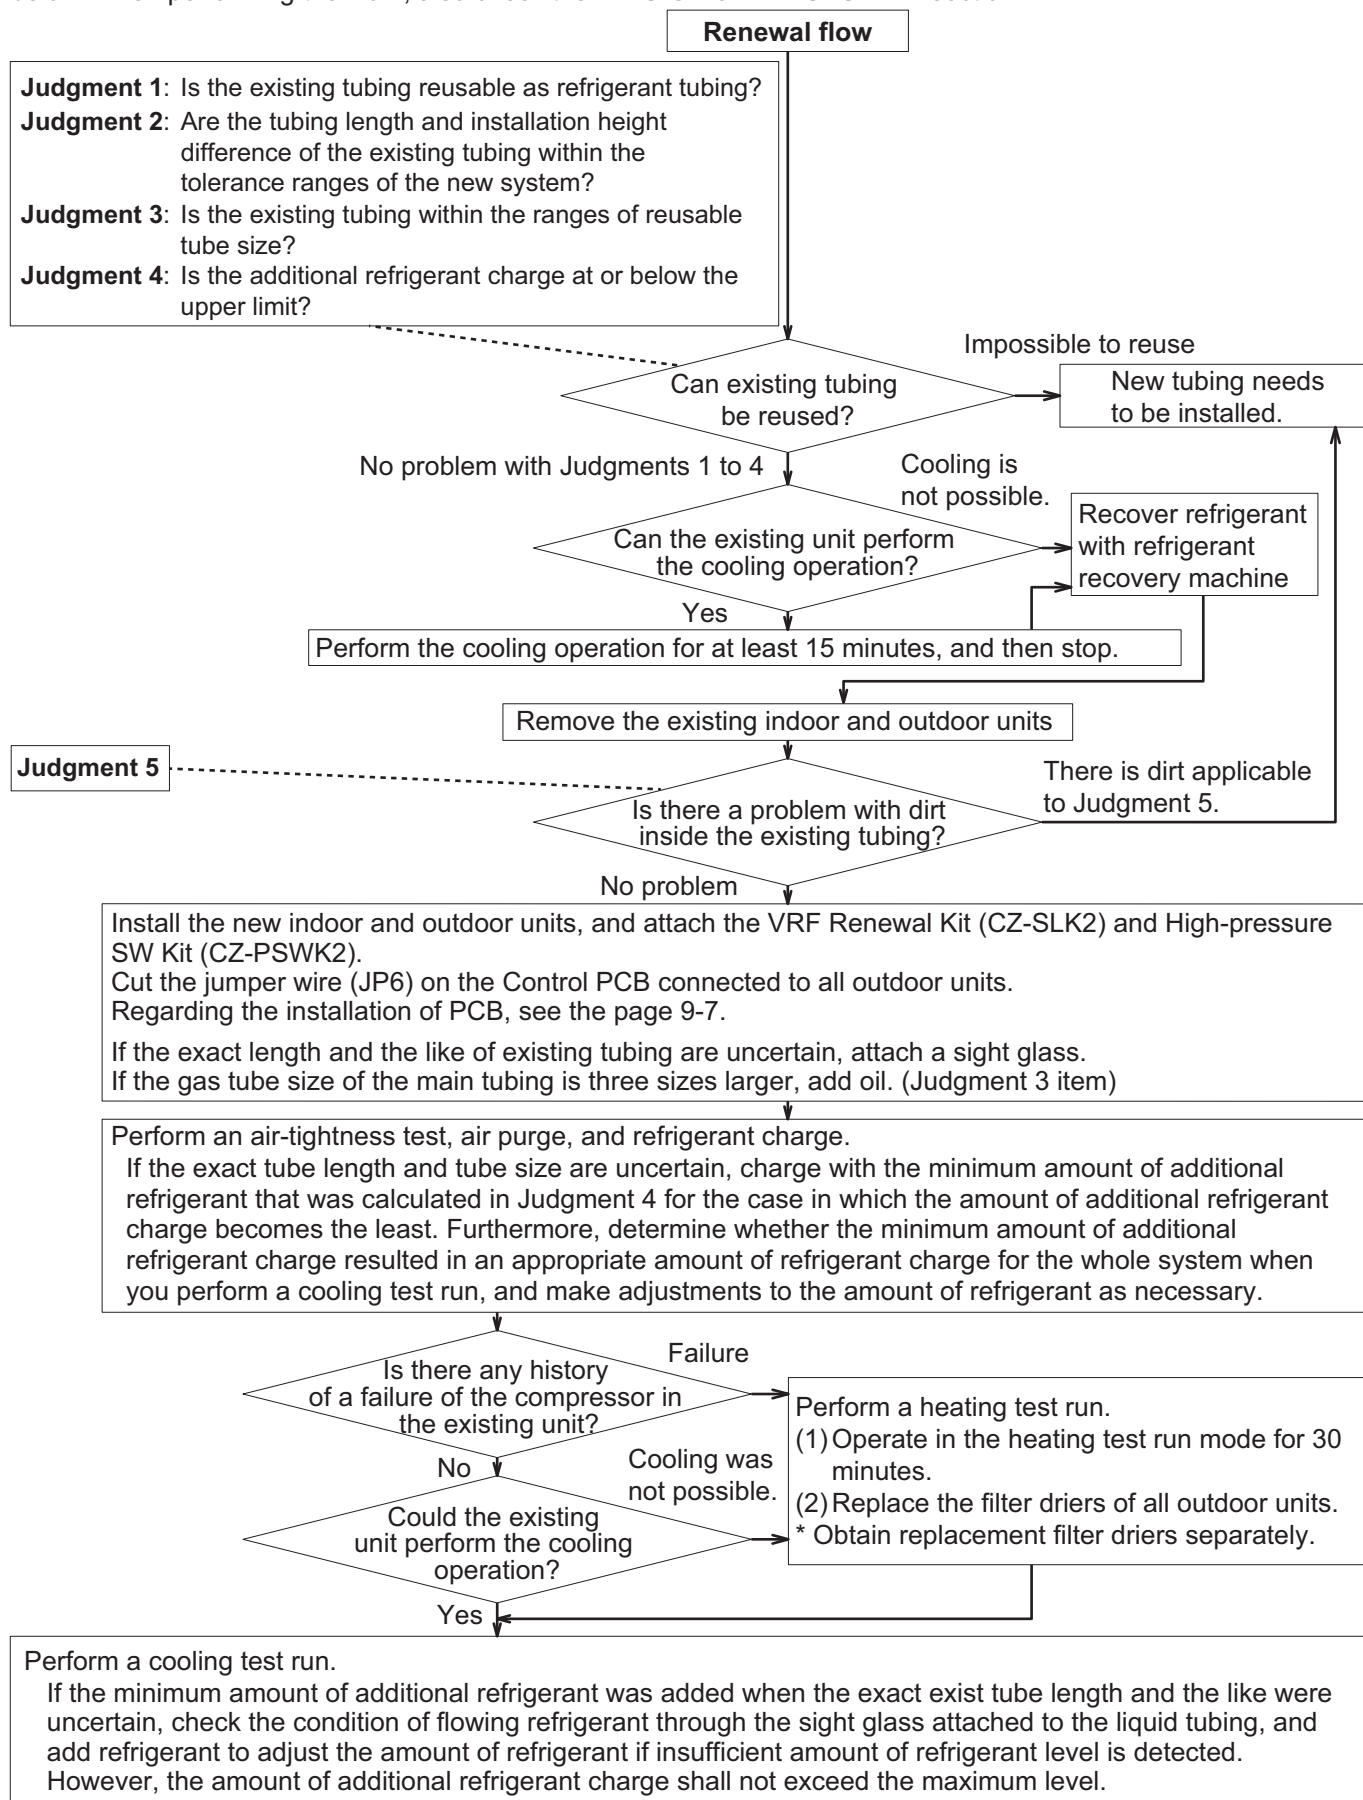 Renewal flow
Judgment 1: Is the existing tubing reusable as refrigerant tubing?
Judgment 2: Are the tubing length and installation height
difference of the existing tubing within the
tolerance ranges of the new system?
Judgment 3: Is the existing tubing within the ranges of reusable
tube size?
Judgment 4: Is the additional refrigerant charge at or below the
upper limit?
Impossible to reuse
Can existing tubing
be reused?
New tubing needs
to be installed.
No problem with Judgments 1 to 4
Cooling is
not possible.
Can the existing unit perform
the cooling operation?
Recover refrigerant
with refrigerant
recovery machine
Yes
Perform the cooling operation for at least 15 minutes, and then stop.
Remove the existing indoor and outdoor units
Judgment 5
There is dirt applicable
to Judgment 5.
Is there a problem with dirt
inside the existing tubing?
No problem
Install the new indoor and outdoor units, and attach the VRF Renewal Kit (CZ-SLK2) and High-pressure
SW Kit (CZ-PSWK2).
Cut the jumper wire (JP6) on the Control PCB connected to all outdoor units.
Regarding the installation of PCB, see the page 9-7.
If the exact length and the like of existing tubing are uncertain, attach a sight glass.
If the gas tube size of the main tubing is three sizes larger, add oil. (Judgment 3 item)
Perform an air-tightness test, air purge, and refrigerant charge.
If the exact tube length and tube size are uncertain, charge with the minimum amount of additional
refrigerant that was calculated in Judgment 4 for the case in which the amount of additional refrigerant
charge becomes the least. Furthermore, determine whether the minimum amount of additional
refrigerant charge resulted in an appropriate amount of refrigerant charge for the whole system when
you perform a cooling test run, and make adjustments to the amount of refrigerant as necessary.
Failure
Is there any history
of a failure of the compressor in
the existing unit?
Perform a heating test run.
(1) Operate in the heating test run mode for 30
minutes.
(2) Replace the filter driers of all outdoor units.
* Obtain replacement filter driers separately.
No
Cooling was
not possible.
Could the existing
unit perform the cooling
operation?
Yes
Perform a cooling test run.
If the minimum amount of additional refrigerant was added when the exact exist tube length and the like were
uncertain, check the condition of flowing refrigerant through the sight glass attached to the liquid tubing, and
add refrigerant to adjust the amount of refrigerant if insufficient amount of refrigerant level is detected.
However, the amount of additional refrigerant charge shall not exceed the maximum level.